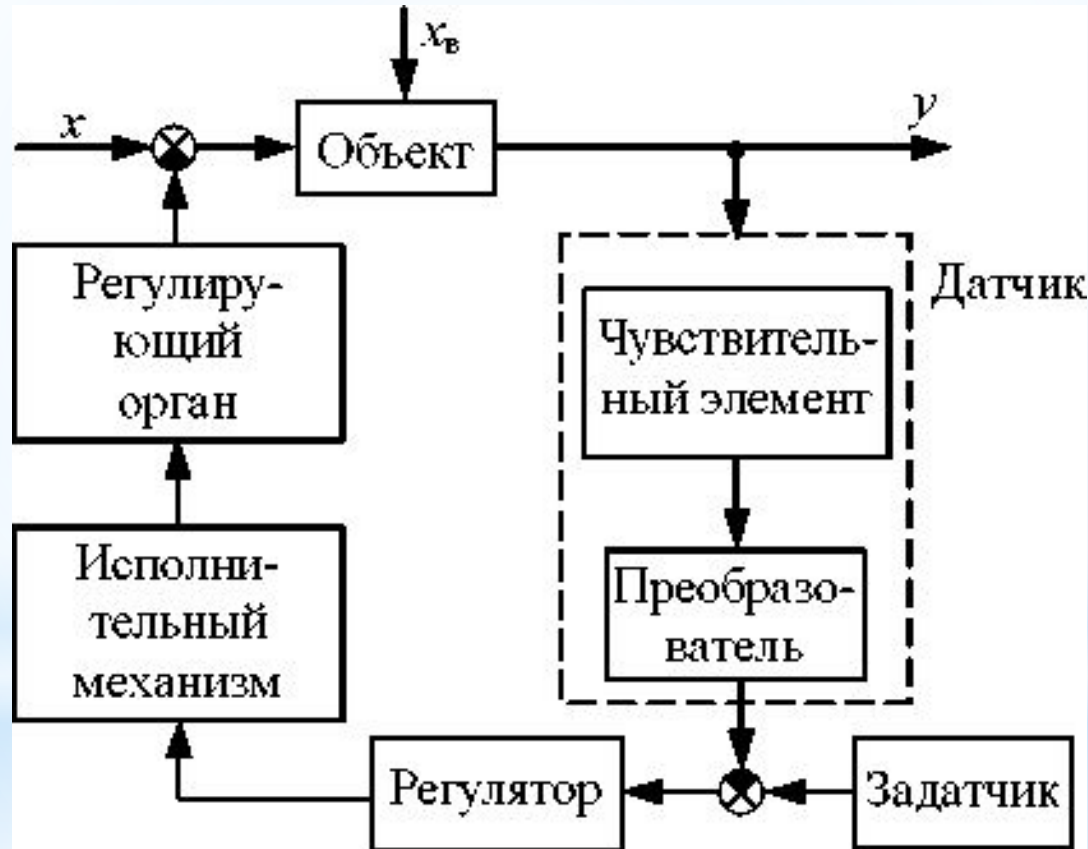 xв
x
Объект
y
Регулиру-
ющий
орган
Датчик
Чувствитель-
ный элемент
Исполни-
тельный
механизм
Преобразо-
ватель
Регулятор
Задатчик